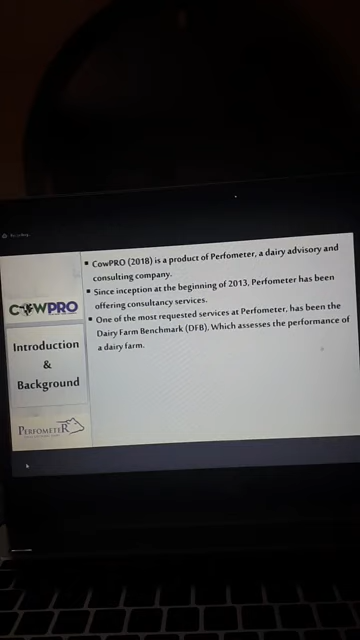 Recording...
CowPRO (2018) is a product of Perfometer, a dairy advisory and
consulting company.
Since inception at the beginning of 2013, Perfometer has been
offering consultancy services.
One of the most requested services at Perfometer, has been the
Dairy Farm Benchmark (DFB). Which assesses the performance of
a dairy farm.
COWPRO
Introduction
&
Background
PERFOMETER